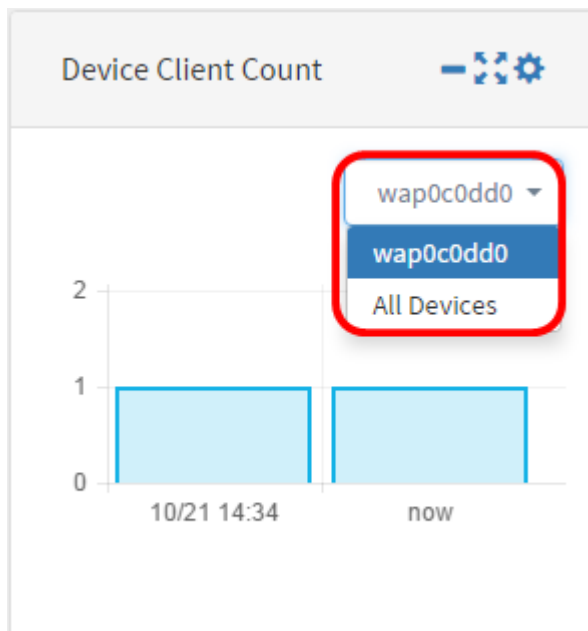 Device Client Count
wap0c0dd0
wap0c0dd0
All Devices
2
1
0
10/21 14:34
now